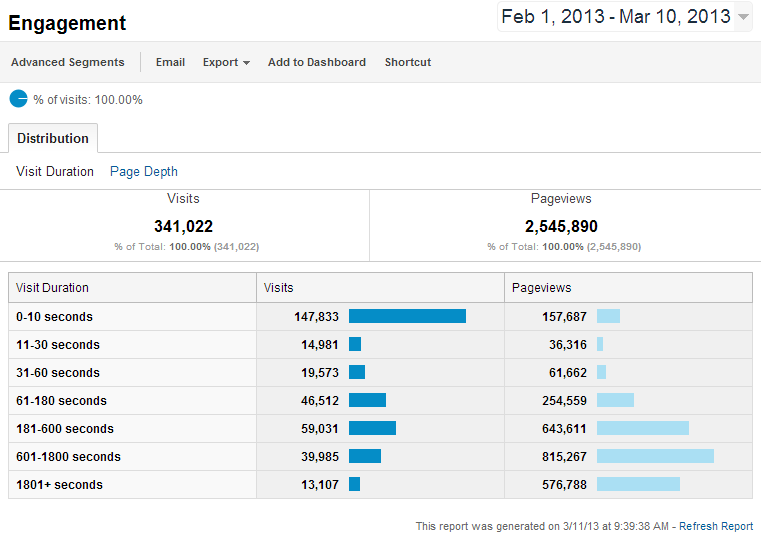 Engagement
Feb 1, 2013 - Mar 10, 2013
Advanced Segments Email Export Add to Dashboard Shortcut
% of visits: 100.00%
Distribution
Visit Duration Page Depth
Visits Pageviews
341,022 2,545,890
% of Total: 100.00% (341,022) % of Total: 100.00% (2,545,890)
Visit Duration Visits Pageviews
0-10 seconds 147,833 157,687
11-30 seconds 14,981 36,316
31-60 seconds 19,573 61,662
61-180 seconds 46,512 254,559
181-600 seconds 59,031 643,611
601-1800 seconds 39,985 815,267
1801+ seconds 13,107 576,788
This report was generated on 3/11/13 at 9:39:38 AM - Refresh Report